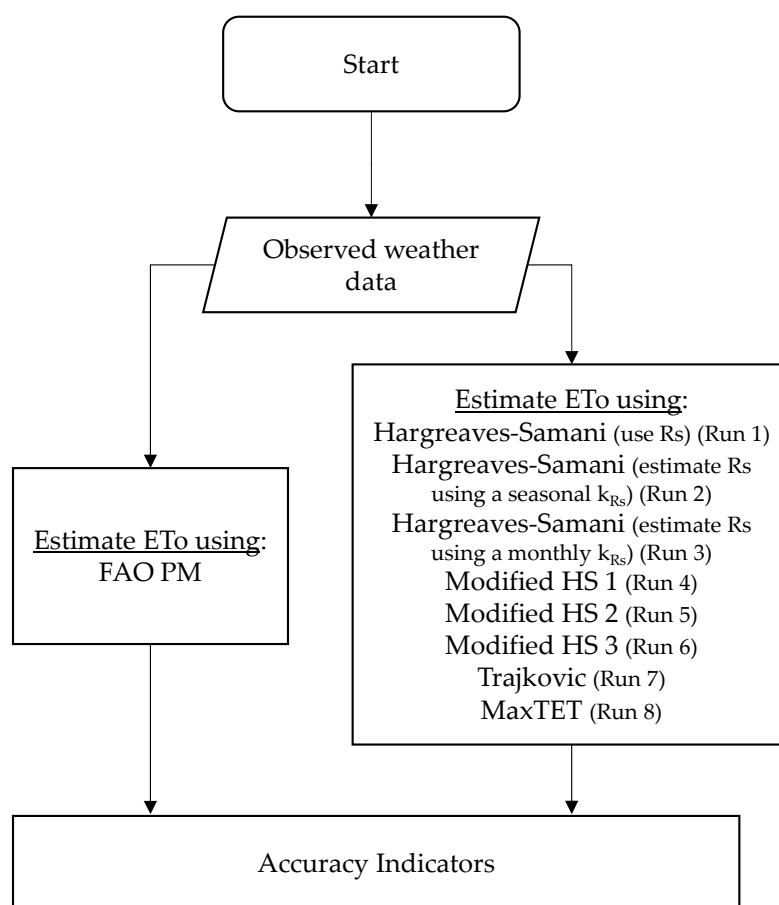 Start
Observed weather
data
Estimate ETo using:
FAO PM
Estimate ETo using:
Hargreaves-Samani (use Rs) (Run 1)
Hargreaves-Samani (estimate Rs
using a seasonal kRs) (Run 2)
Hargreaves-Samani (estimate Rs
using a monthly kRs) (Run 3)
Modified HS 1 (Run 4)
Modified HS 2 (Run 5)
Modified HS 3 (Run 6)
Trajkovic (Run 7)
MaxTET (Run 8)
Accuracy Indicators